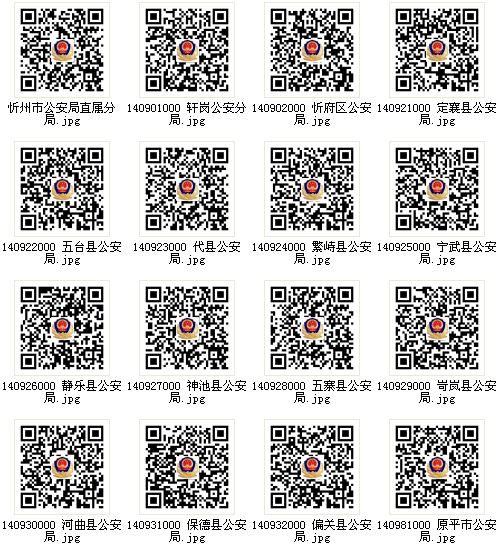 忻州市公安局直属分
局.jpg
140901000 轩岗公安分
局.jpg
140902000 忻府区公安
局.jpg
140921000 定襄县公安
局.jpg
140922000 五台县公安
局.jpg
140923000 代县公安
局.jpg
140924000 繁峙县公安
局.jpg
140925000 宁武县公安
局.jpg
140926000 静乐县公安
局.jpg
140927000 神池县公安
局.jpg
140928000 五寨县公安
局.jpg
140929000 岢岚县公安
局.jpg
140930000 河曲县公安
局.jpg
140931000 保德县公安
局.jpg
140932000 偏关县公安
局.jpg
140981000 原平市公安
局.jpg